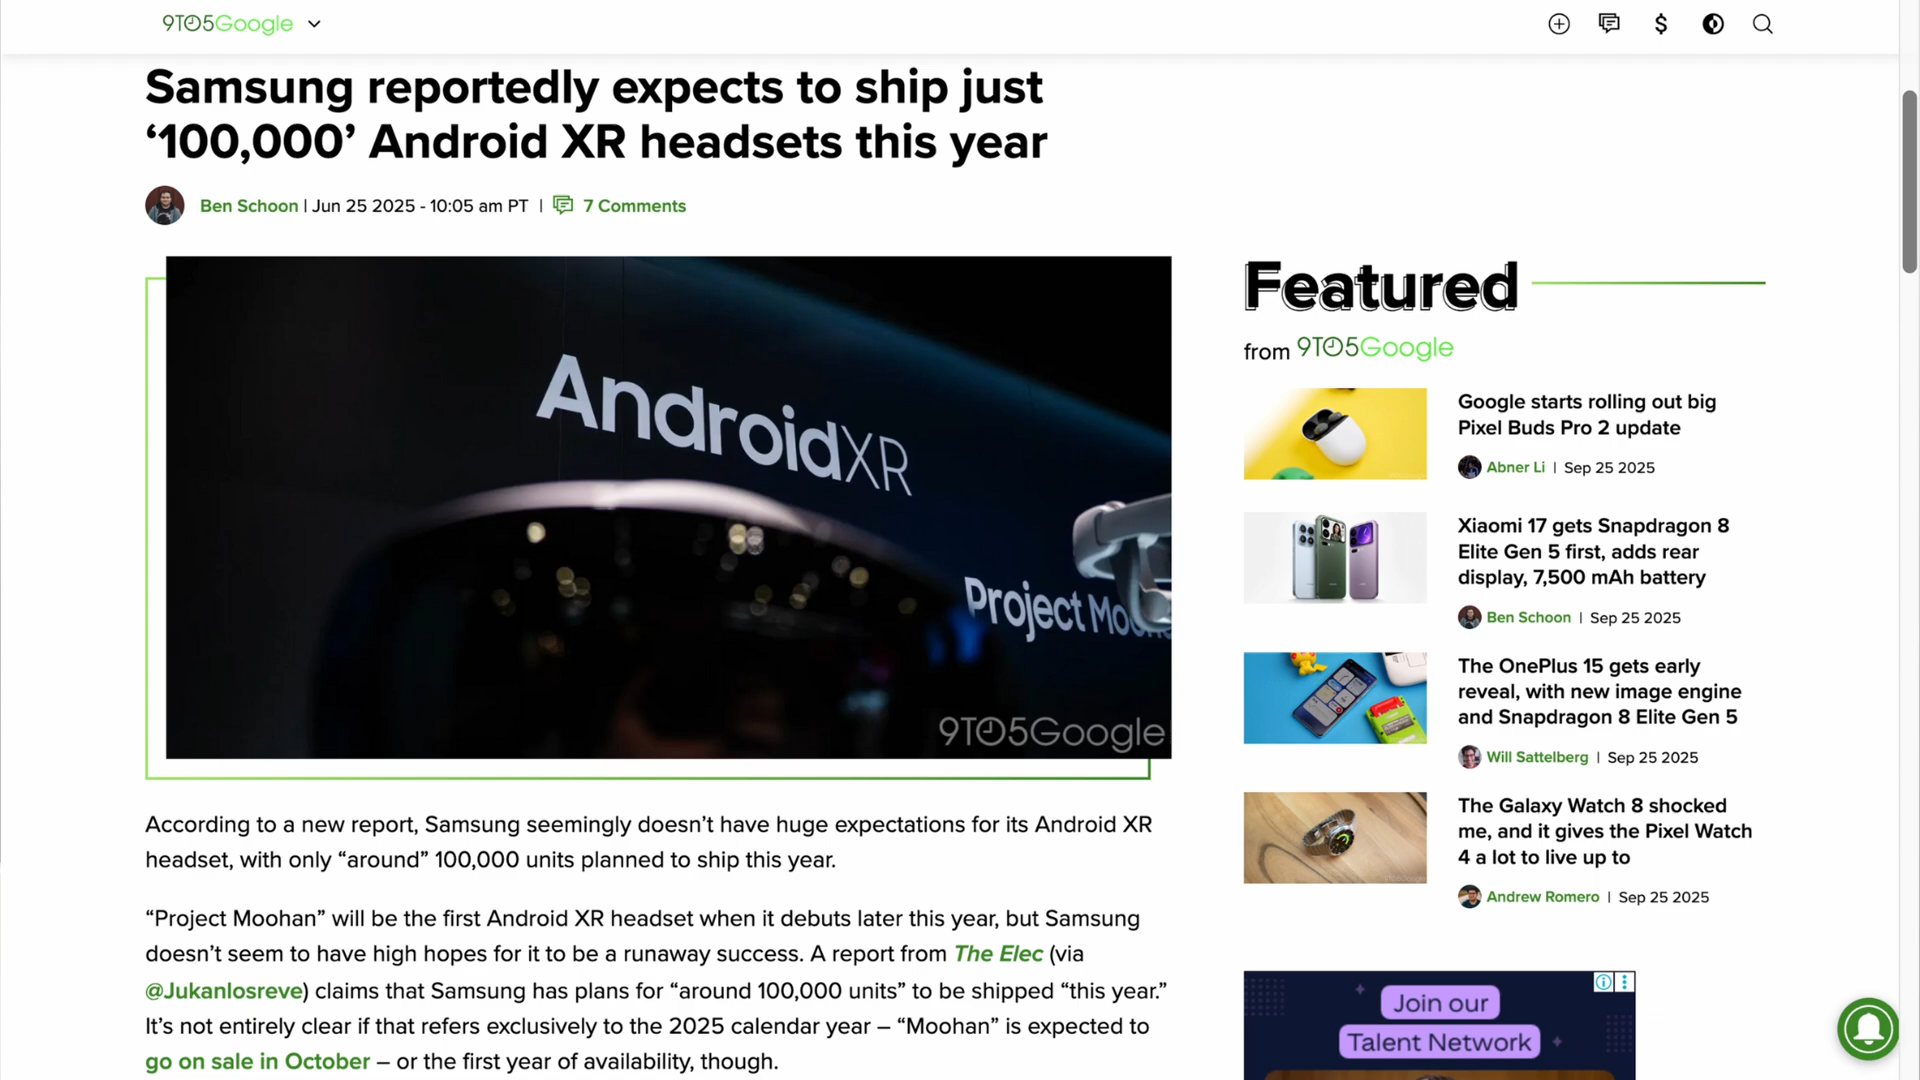 9TO5Google
Samsung reportedly expects to ship just
‘100,000’ Android XR headsets this year
Ben Schoon | Jun 25 2025 - 10:05 am PT | 7 Comments
AndroidXR
Project Mo
9TO5Google
According to a new report, Samsung seemingly doesn’t have huge expectations for its Android XR
headset, with only “around” 100,000 units planned to ship this year.
“Project Moohan” will be the first Android XR headset when it debuts later this year, but Samsung
doesn’t seem to have high hopes for it to be a runaway success. A report from The Elec (via
@Jukanlosreve) claims that Samsung has plans for “around 100,000 units” to be shipped “this year.”
It’s not entirely clear if that refers exclusively to the 2025 calendar year – “Moohan” is expected to
go on sale in October – or the first year of availability, though.
Featured
from 9TO5Google
Google starts rolling out big
Pixel Buds Pro 2 update
Abner Li | Sep 25 2025
Xiaomi 17 gets Snapdragon 8
Elite Gen 5 first, adds rear
display, 7,500 mAh battery
Ben Schoon | Sep 25 2025
The OnePlus 15 gets early
reveal, with new image engine
and Snapdragon 8 Elite Gen 5
Will Sattelberg | Sep 25 2025
The Galaxy Watch 8 shocked
me, and it gives the Pixel Watch
4 a lot to live up to
Andrew Romero | Sep 25 2025
Join our
Talent Network